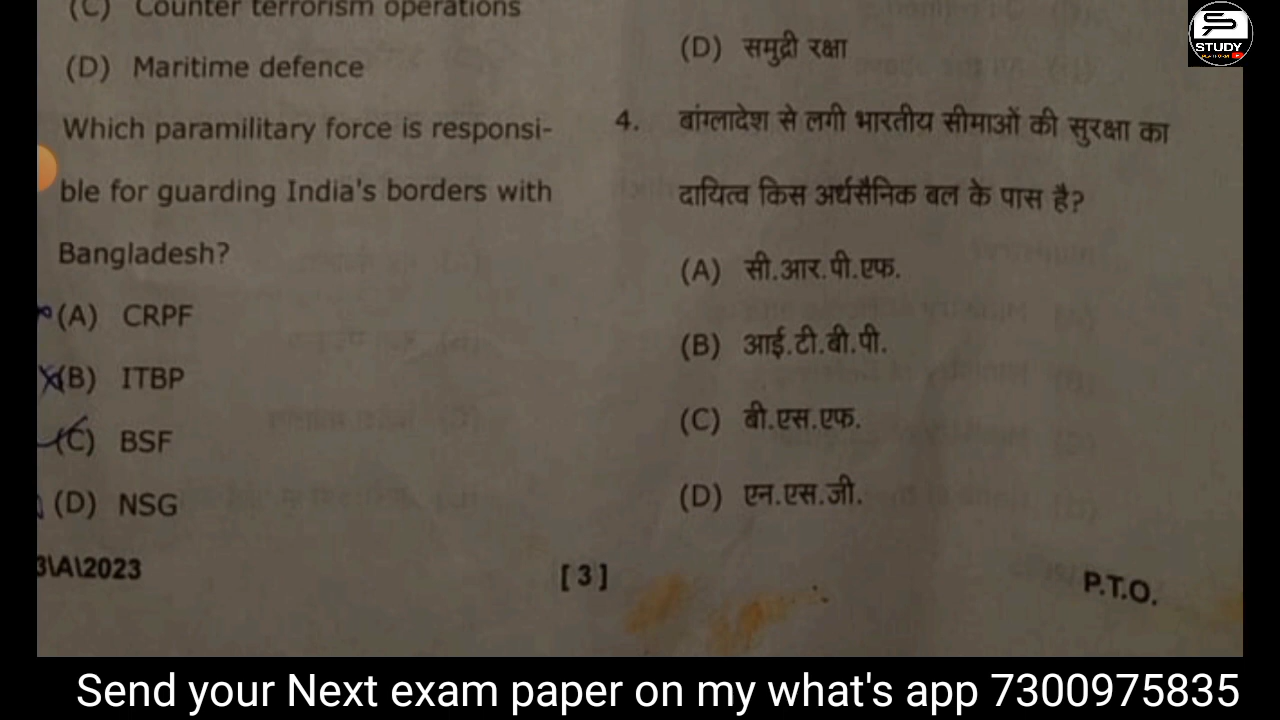 (C) Counter terrorism operations
(D) Maritime defence
Which paramilitary force is responsi-
ble for guarding India's borders with
Bangladesh?
(A) CRPF
(B) ITBP
(C) BSF
(D) NSG
3\A\2023
(D) समुद्री रक्षा
4. बांग्लादेश से लगी भारतीय सीमाओं की सुरक्षा का
दायित्व किस अर्धसैनिक बल के पास है?
(A) सी.आर.पी.एफ.
(B) आई.टी.बी.पी.
(C) बी.एस.एफ.
(D) एन.एस.जी.
[ 3 ]
P.T.O.
SP
STUDY
Send your Next exam paper on my what's app 7300975835